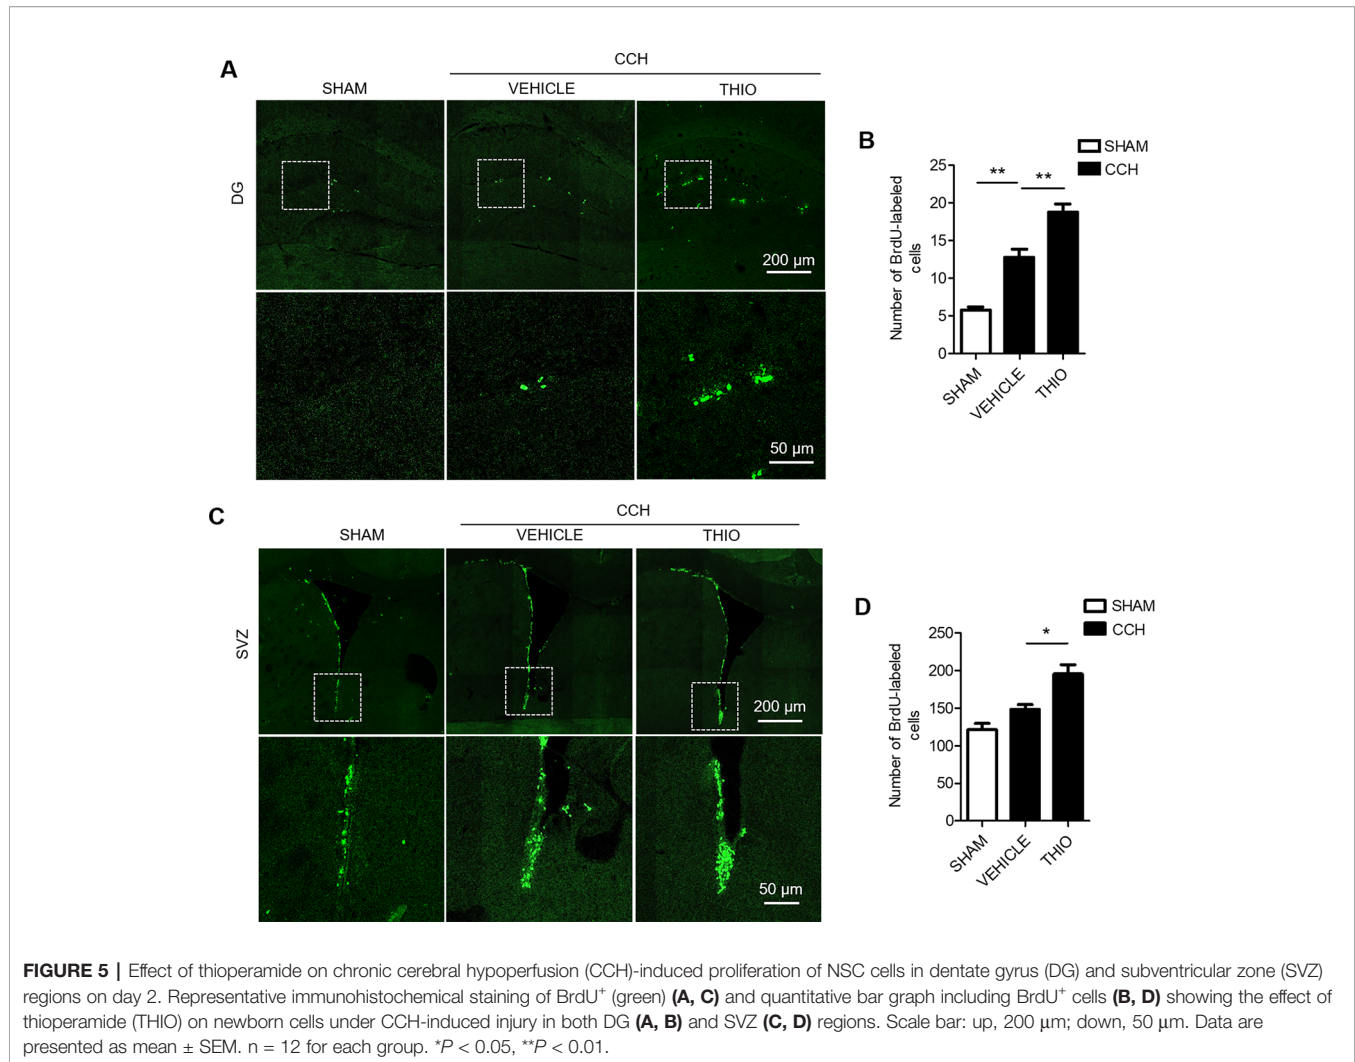 A
CCH
SHAM
VEHICLE
THIO
DG
200 µm
50 µm
B
SHAM
CCH
Number of BrdU-labeled
cells
25
20
15
10
5
0
**
**
SHAM
VEHICLE
THIO
C
CCH
SHAM
VEHICLE
THIO
SVZ
200 µm
50 µm
D
SHAM
CCH
Number of BrdU-labeled
cells
250
200
150
100
50
0
*
SHAM
VEHICLE
THIO
FIGURE 5 | Effect of thioperamide on chronic cerebral hypoperfusion (CCH)-induced proliferation of NSC cells in dentate gyrus (DG) and subventricular zone (SVZ)
regions on day 2. Representative immunohistochemical staining of BrdU⁺ (green) (A, C) and quantitative bar graph including BrdU⁺ cells (B, D) showing the effect of
thioperamide (THIO) on newborn cells under CCH-induced injury in both DG (A, B) and SVZ (C, D) regions. Scale bar: up, 200 µm; down, 50 µm. Data are
presented as mean ± SEM. n = 12 for each group. *P < 0.05, **P < 0.01.